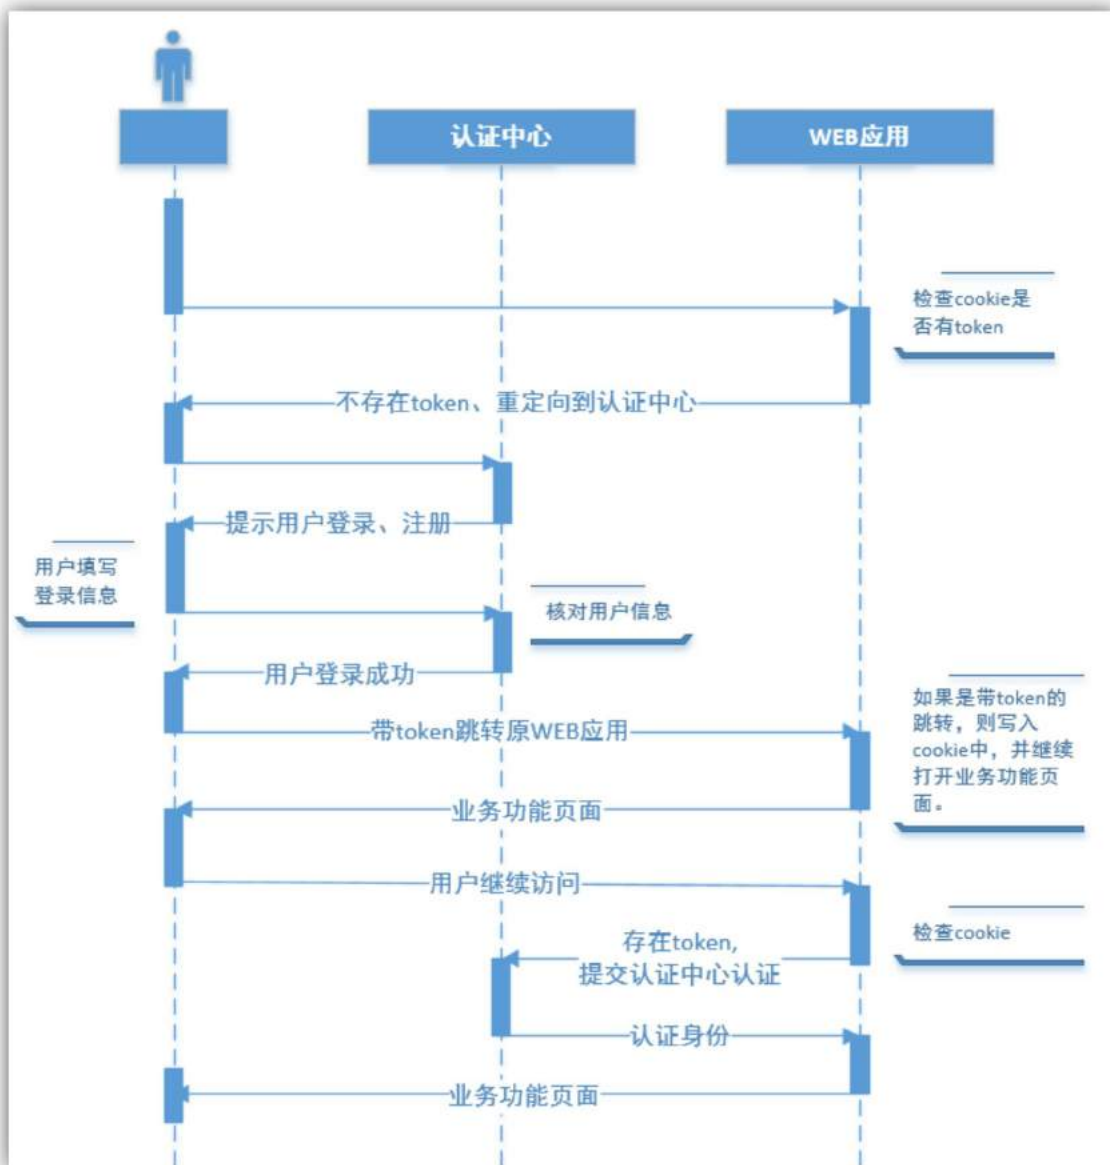 认证中心
WEB应用
检查cookie是
否有token
不存在token、重定向到认证中心
提示用户登录、注册
用户填写
登录信息
核对用户信息
用户登录成功
如果是带token的
跳转，则写入
cookie中，并继续
打开业务功能页
面。
带token跳转原WEB应用
业务功能页面
用户继续访问
检查cookie
存在token,
提交认证中心认证
认证身份
业务功能页面